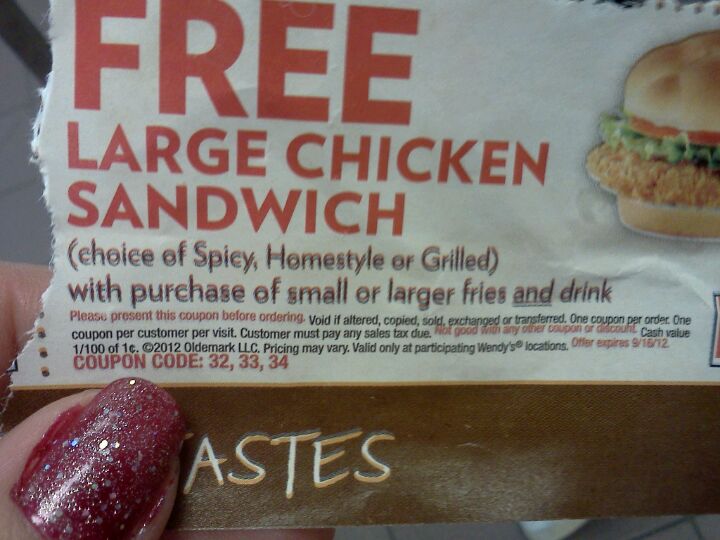 FREE
LARGE CHICKEN
SANDWICH
(choice of Spicy, Homestyle or Grilled)
with purchase of small or larger fries and drink
Please present this coupon before ordering. Void if altered, copied, sold, exchanged or transferred. One coupon per order. One
coupon per customer per visit. Customer must pay any sales tax due. Not good with any other coupon or discount. Cash value
1/100 of 1¢. ©2012 Oldemark LLC. Pricing may vary. Valid only at participating Wendy's® locations. Offer expires 9/16/12.
COUPON CODE: 32, 33, 34
ASTES